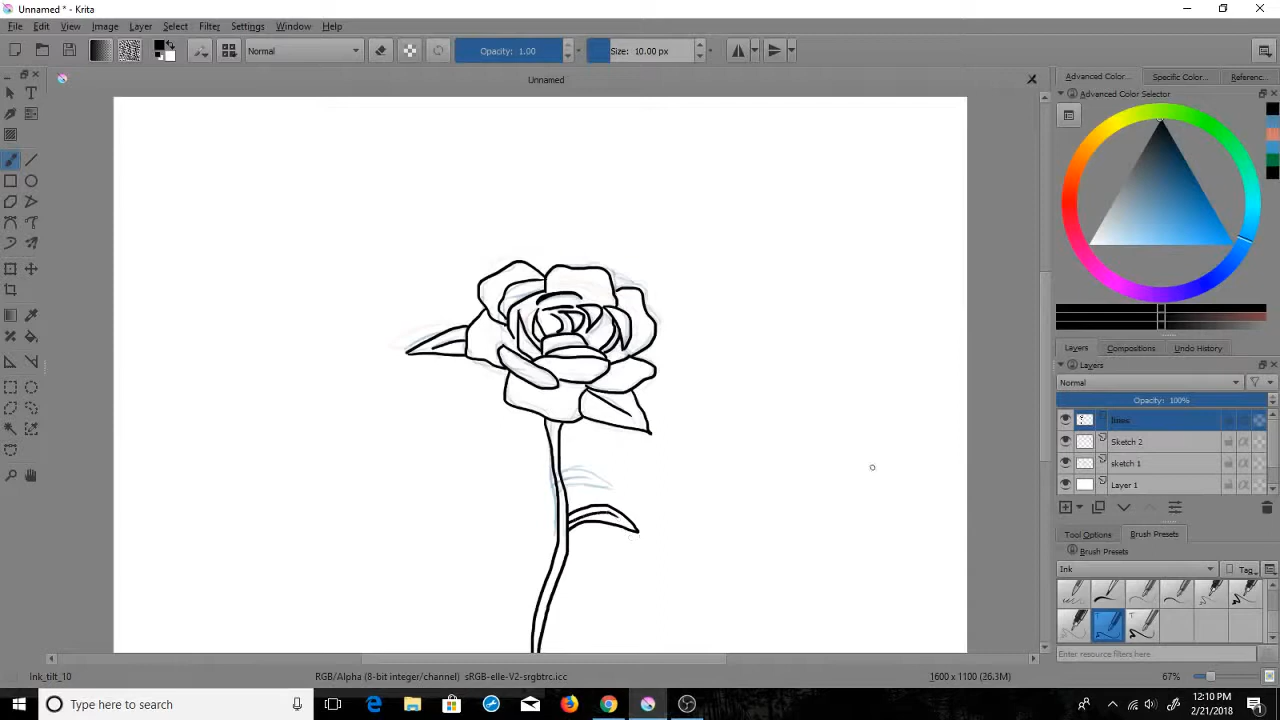 Unnamed * - Krita
File Edit View Image Layer Select Filter Settings Window Help
Normal Opacity: 1.00 Size: 10.00 px
Unnamed
Advanced Color... Specific Color... Referenc...
Advanced Color Selector
Layers Compositions Undo History
Layers
Normal
Opacity: 100%
lines
Sketch 2
sketch 1
Layer 1
Tool Options Brush Presets
Brush Presets
Ink Tag
Enter resource filters here
Ink_tilt_10 RGB/Alpha (8-bit integer/channel) sRGB-elle-V2-srgbtrc.icc 1600 x 1100 (26.3M) 67%
Type here to search
12:10 PM
2/21/2018